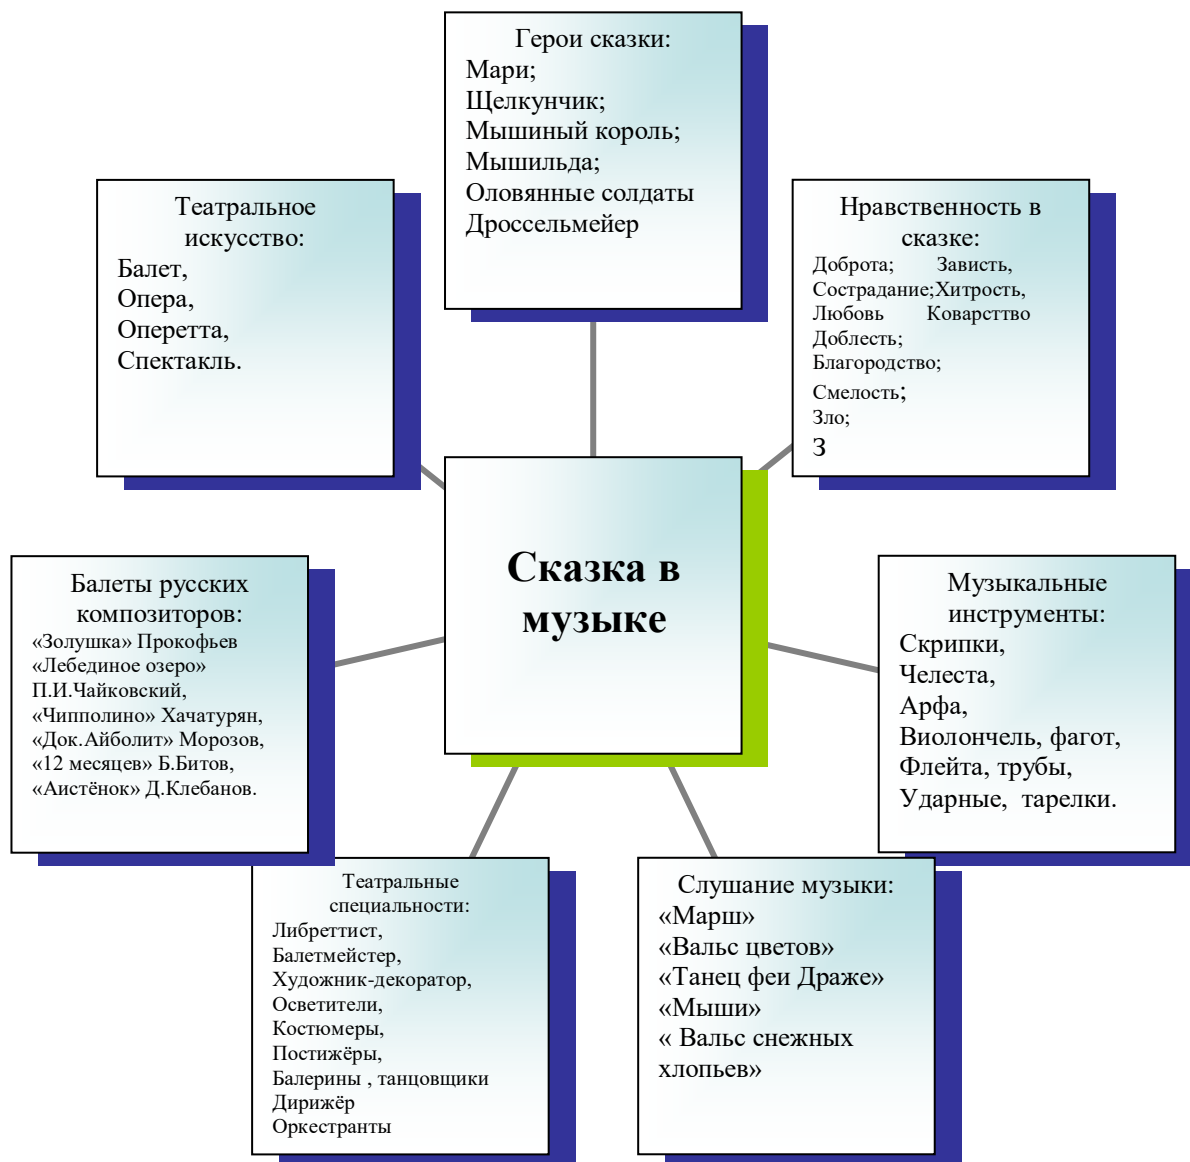 Герои сказки:
Мари;
Щелкунчик;
Мышиный король;
Мышильда;
Оловянные солдаты
Дроссельмейер
Театральное
искусство:
Балет,
Опера,
Оперетта,
Спектакль.
Нравственность в
сказке:
Доброта; Зависть,
Сострадание;Хитрость,
Любовь Коварсттво
Доблесть;
Благородство;
Смелость;
Зло;
З
Сказка в
музыке
Балеты русских
композиторов:
«Золушка» Прокофьев
«Лебединое озеро»
П.И.Чайковский,
«Чипполино» Хачатурян,
«Док.Айболит» Морозов,
«12 месяцев» Б.Битов,
«Аистёнок» Д.Клебанов.
Музыкальные
инструменты:
Скрипки,
Челеста,
Арфа,
Виолончель, фагот,
Флейта, трубы,
Ударные, тарелки.
Театральные
специальности:
Либреттист,
Балетмейстер,
Художник-декоратор,
Осветители,
Костюмеры,
Постижёры,
Балерины , танцовщики
Дирижёр
Оркестранты
Слушание музыки:
«Марш»
«Вальс цветов»
«Танец феи Драже»
«Мыши»
« Вальс снежных
хлопьев»